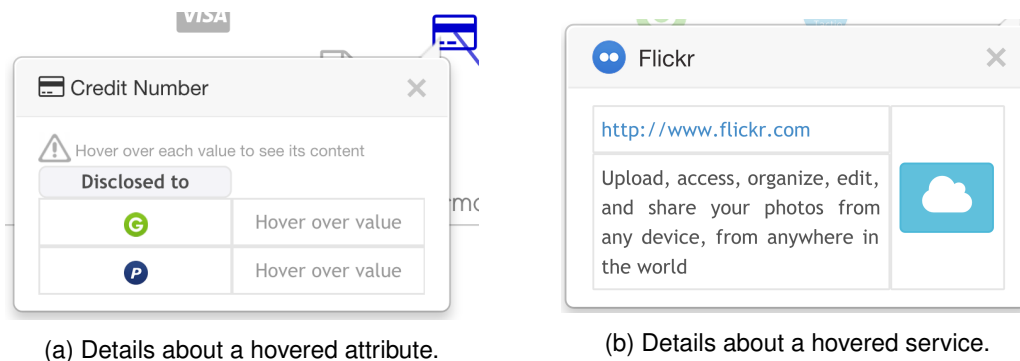 VISA
Credit Number
Hover over each value to see its content
Disclosed to
G
Hover over value
P
Hover over value
(a) Details about a hovered attribute.
Flickr
http://www.flickr.com
Upload, access, organize, edit,
and share your photos from
any device, from anywhere in
the world
(b) Details about a hovered service.